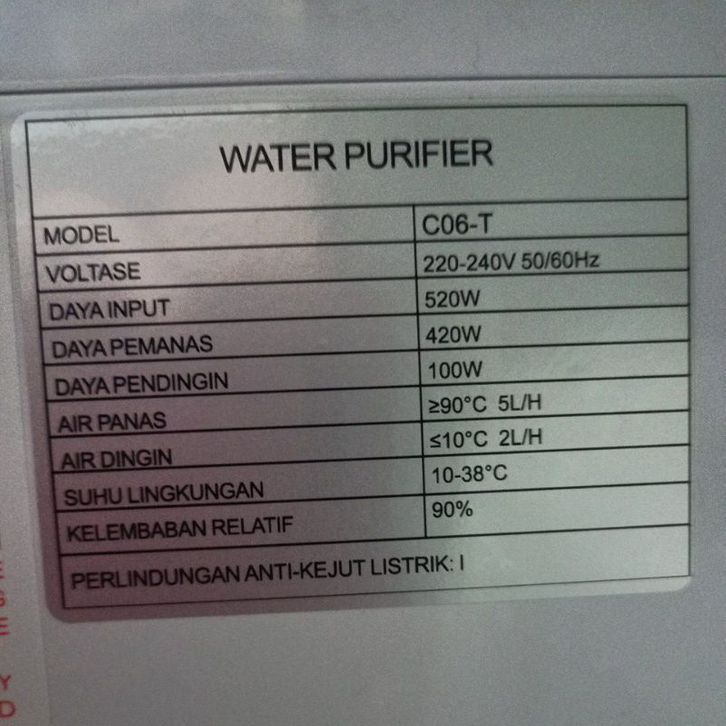 WATER PURIFIER
MODEL C06-T
VOLTASE 220-240V 50/60Hz
DAYA INPUT 520W
DAYA PEMANAS 420W
DAYA PENDINGIN 100W
AIR PANAS ≥90°C 5L/H
AIR DINGIN ≤10°C 2L/H
SUHU LINGKUNGAN 10-38°C
KELEMBABAN RELATIF 90%
PERLINDUNGAN ANTI-KEJUT LISTRIK: I